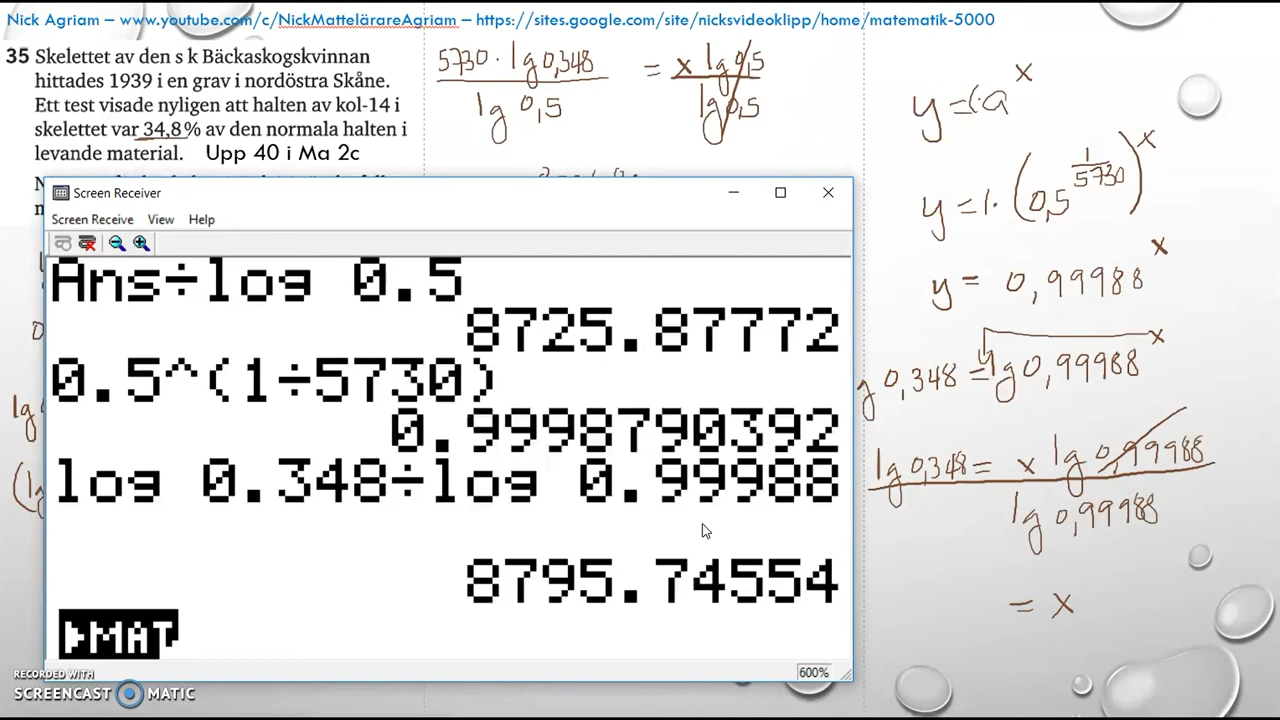 Nick Agriam – www.youtube.com/c/NickMattelärareAgriam – https://sites.google.com/site/nicksvideoklipp/home/matematik-5000
35 Skelettet av den s k Bäckaskogskvinnan
hittades 1939 i en grav i nordöstra Skåne.
Ett test visade nyligen att halten av kol-14 i
skelettet var 34,8% av den normala halten i
levande material. Upp 40 i Ma 2c
5730 · lg 0,348 = x lg 0,5
lg 0,5 lg 0,5
Screen Receiver
Screen Receive View Help
Ans÷log 0.5
8725.87772
0.5^(1÷5730)
0.9998790392
log 0.348÷log 0.99988
8795.74554
▶MAT
600%
lg
(lg
y = C·a^x
y = 1·(0,5^(1/5730))^x
y = 0,99988^x
g 0,348 = lg 0,99988^x
lg 0,348 = x lg 0,99988
lg 0,99988
= x
RECORDED WITH
SCREENCAST MATIC